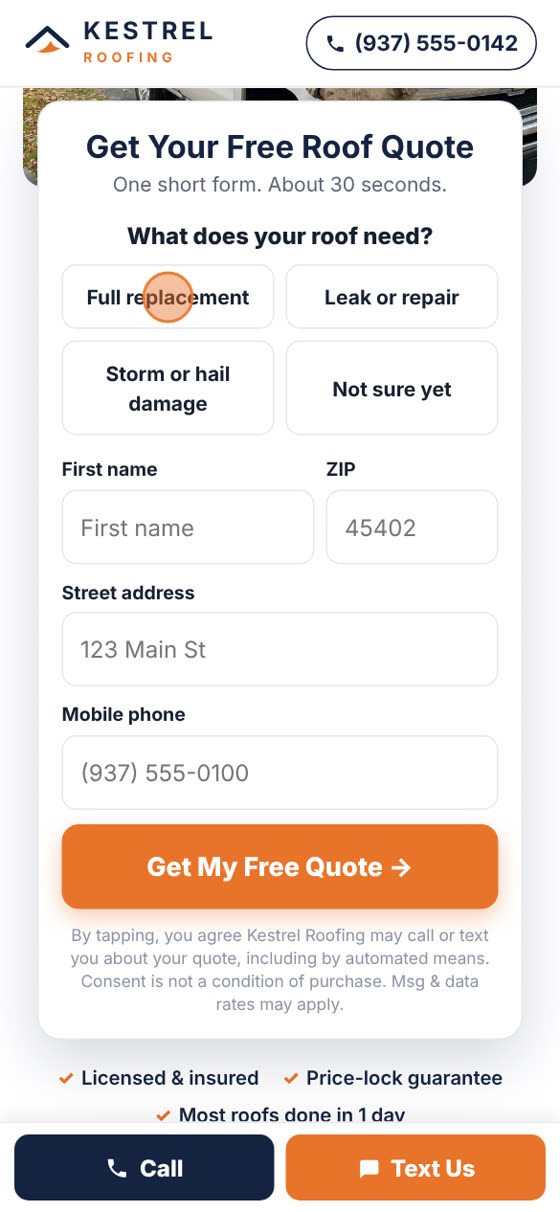 KESTREL
ROOFING
(937) 555-0142
Get Your Free Roof Quote
One short form. About 30 seconds.
What does your roof need?
Full replacement
Leak or repair
Storm or hail
damage
Not sure yet
First name
ZIP
First name
45402
Street address
123 Main St
Mobile phone
(937) 555-0100
Get My Free Quote →
By tapping, you agree Kestrel Roofing may call or text
you about your quote, including by automated means.
Consent is not a condition of purchase. Msg & data
rates may apply.
✓ Licensed & insured
✓ Price-lock guarantee
✓ Most roofs done in 1 day
Call
Text Us